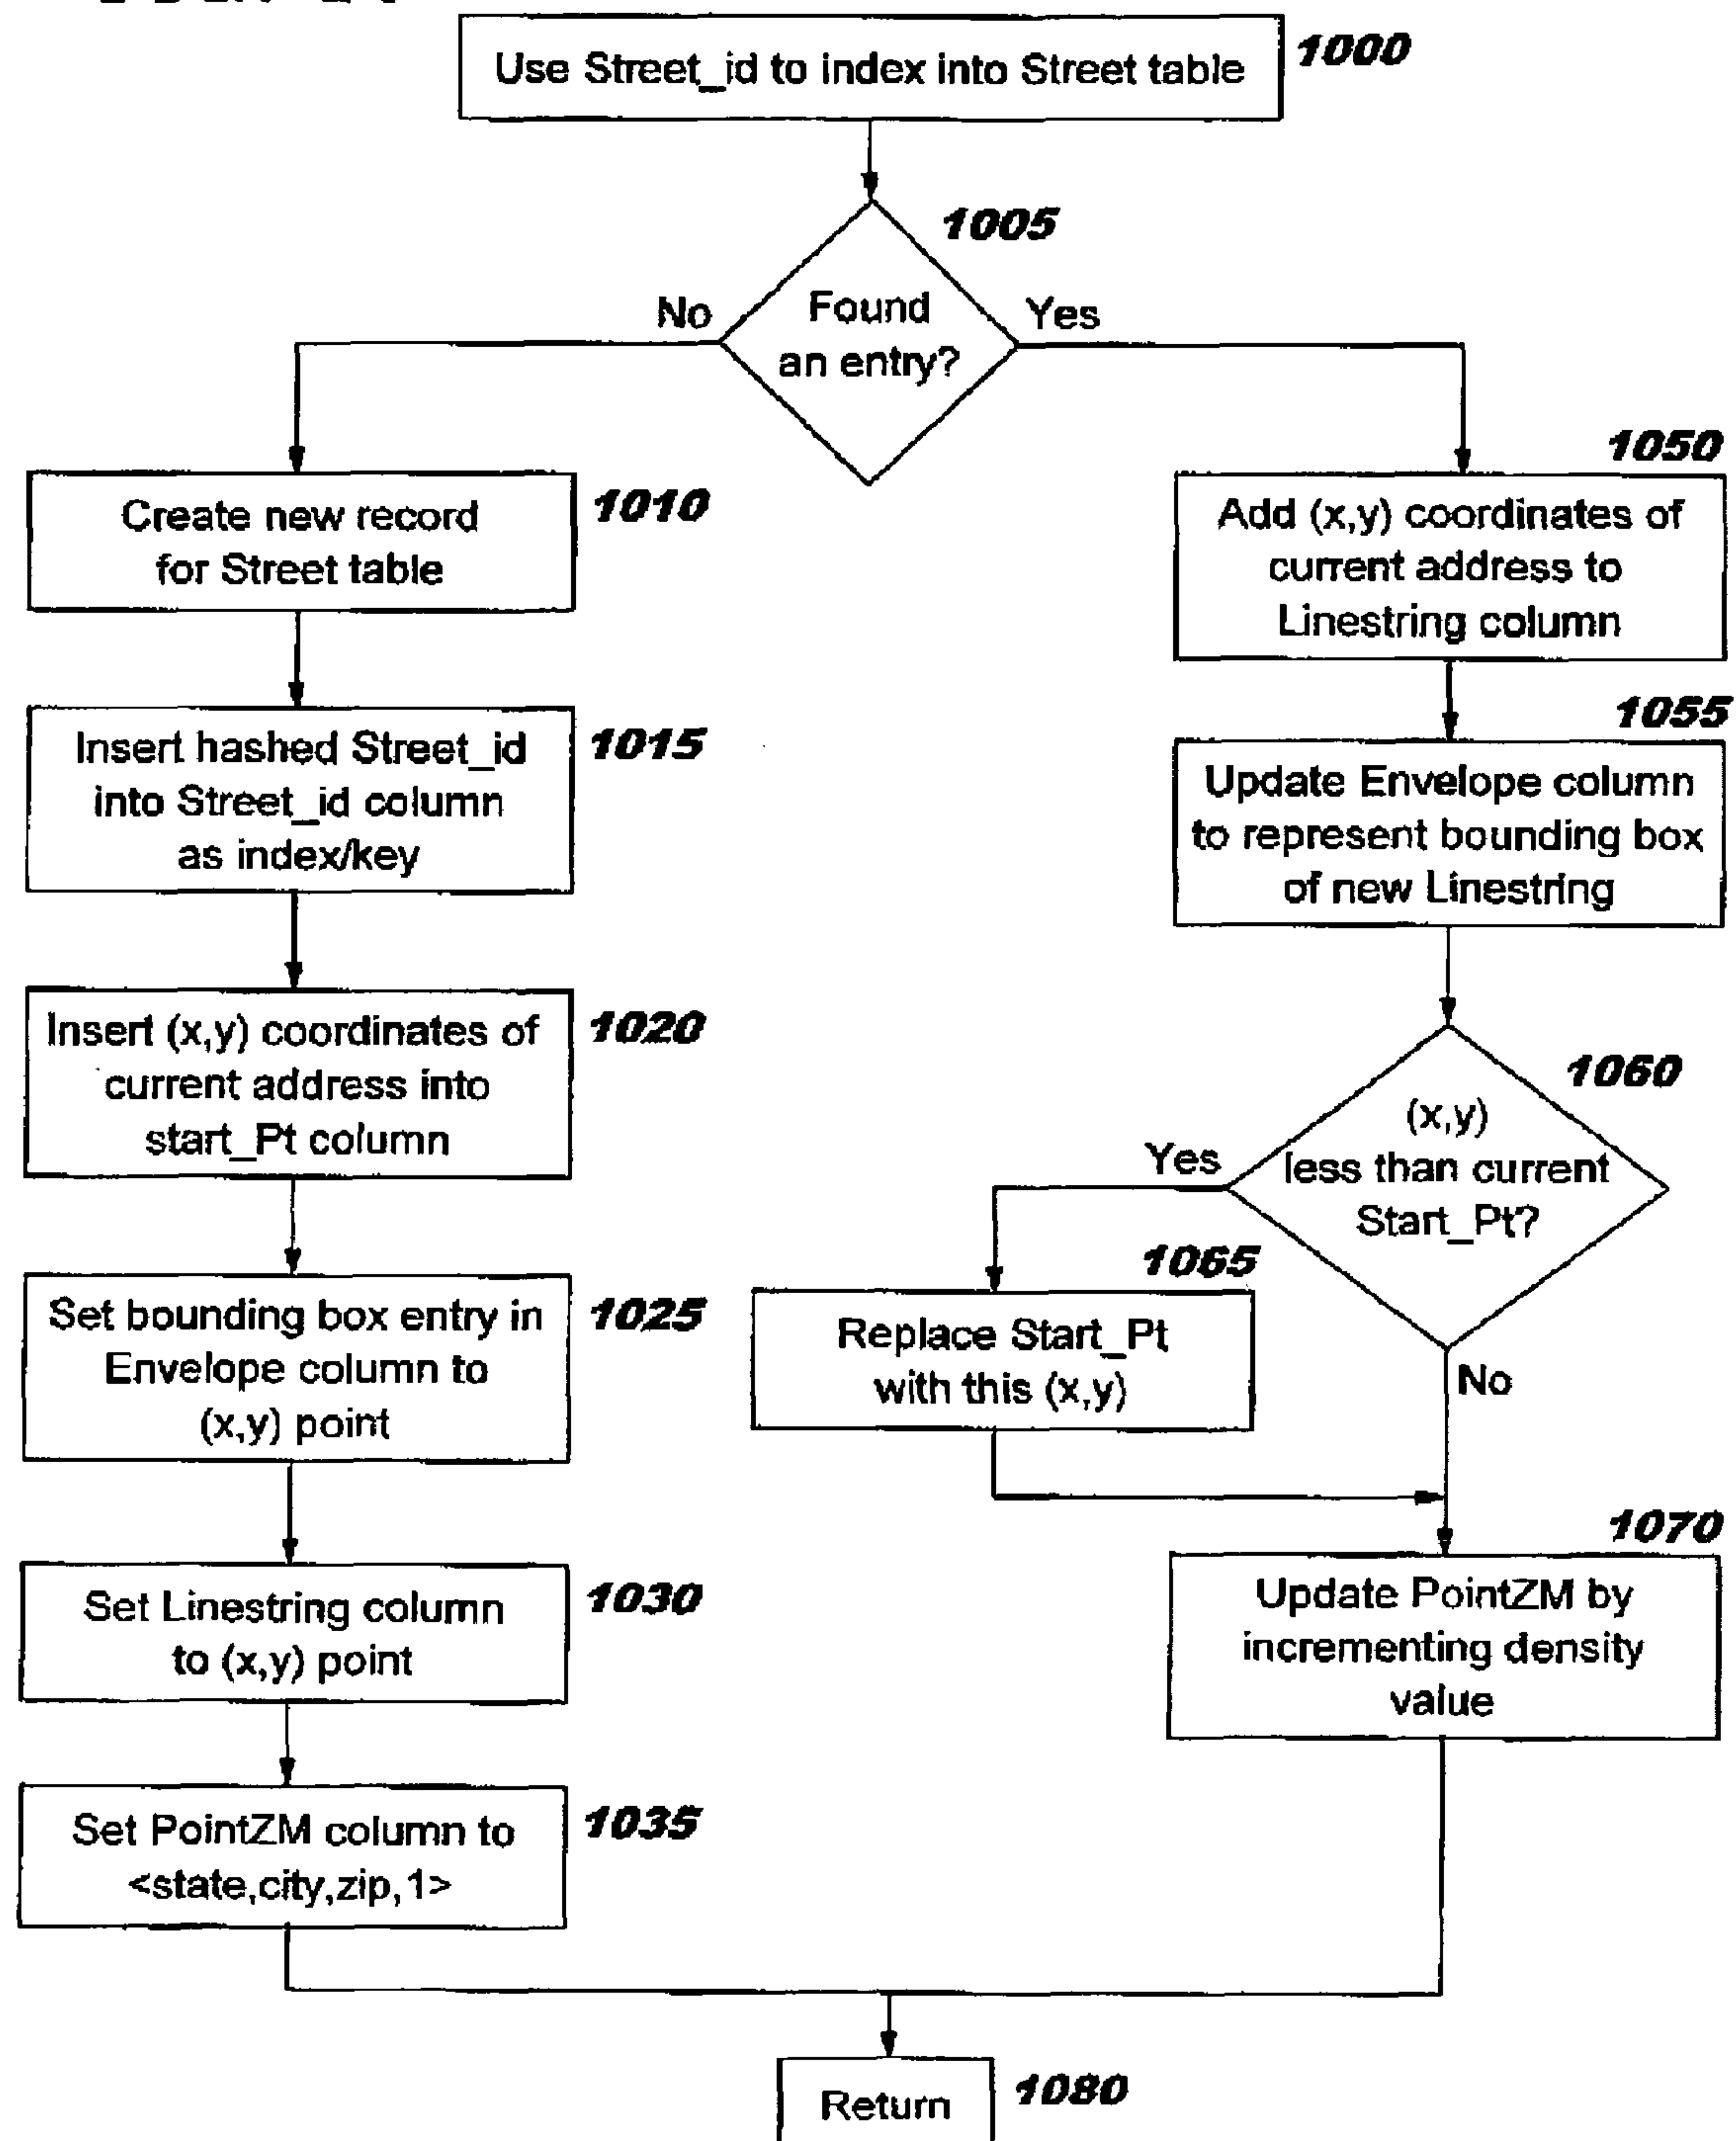 Use Street_id to index into Street table
1000
1005
Found
an entry?
No
Yes
Create new record
for Street table
1010
Insert hashed Street_id
into Street_id column
as index/key
1015
Insert (x,y) coordinates of
current address into
start_Pt column
1020
Set bounding box entry in
Envelope column to
(x,y) point
1025
Set Linestring column
to (x,y) point
1030
Set PointZM column to
<state,city,zip,1>
1035
1050
Add (x,y) coordinates of
current address to
Linestring column
1055
Update Envelope column
to represent bounding box
of new Linestring
1060
(x,y)
less than current
Start_Pt?
Yes
No
1065
Replace Start_Pt
with this (x,y)
1070
Update PointZM by
incrementing density
value
Return
1080